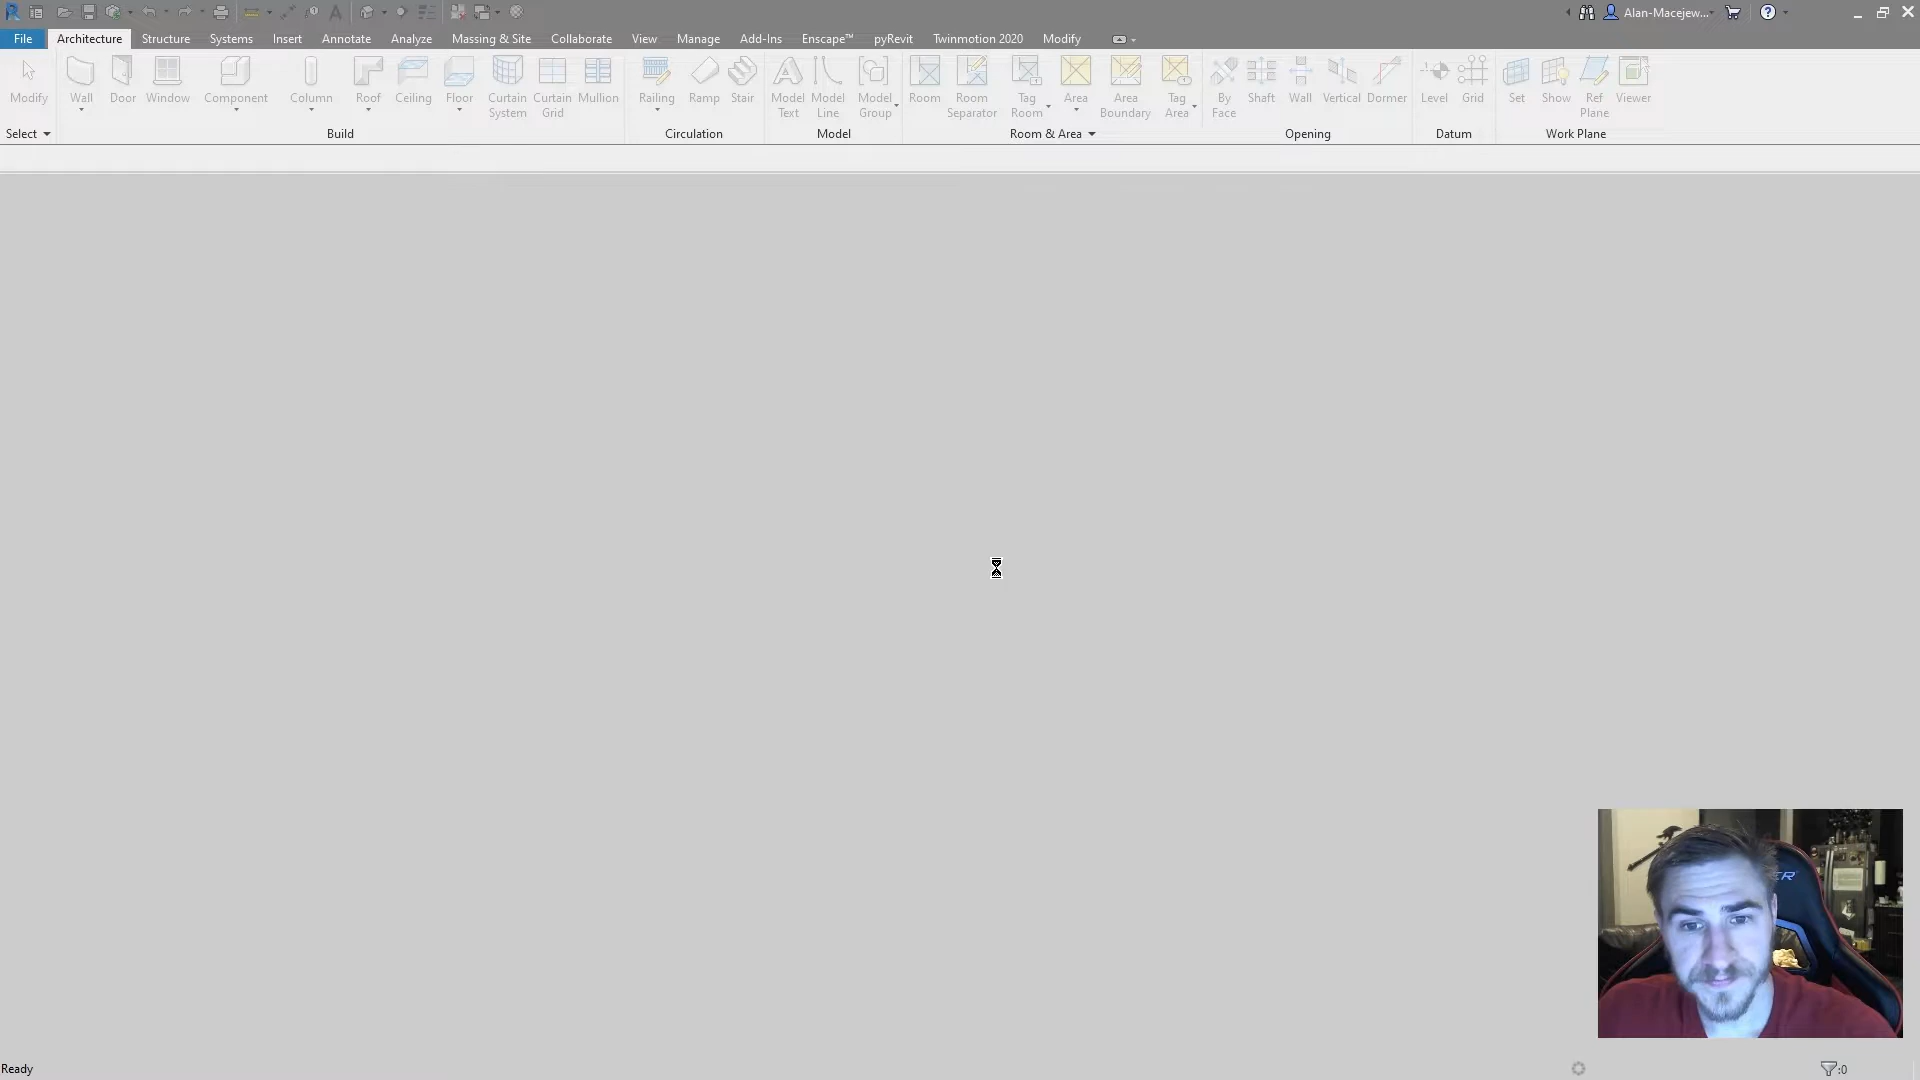 Alan-Macejew...
File Architecture Structure Systems Insert Annotate Analyze Massing & Site Collaborate View Manage Add-Ins Enscape™ pyRevit Twinmotion 2020 Modify
Modify Wall Door Window Component Column Roof Ceiling Floor Curtain System Curtain Grid Mullion Railing Ramp Stair Model Text Model Line Model Group Room Room Separator Tag Room Area Area Boundary Tag Area By Face Shaft Wall Vertical Dormer Level Grid Set Show Ref Plane Viewer
Select Build Circulation Model Room & Area Opening Datum Work Plane
Ready :0